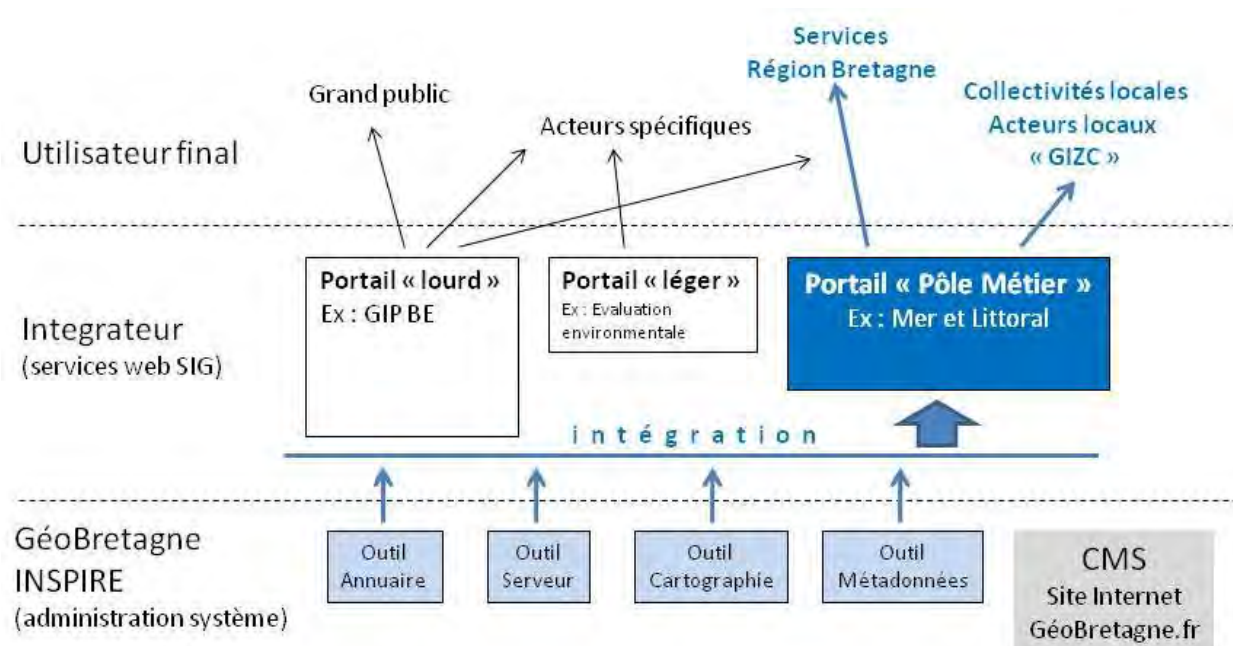 Services
Région Bretagne
Grand public
Collectivités locales
Acteurs locaux
« GIZC »
Acteurs spécifiques
Utilisateur final
Portail « lourd »
Ex : GIP BE
Portail « léger »
Ex : Evaluation
environnementale
Portail « Pôle Métier »
Ex : Mer et Littoral
Integrateur
(services web SIG)
intégration
GéoBretagne
INSPIRE
(administration système)
Outil
Annuaire
Outil
Serveur
Outil
Cartographie
Outil
Métadonnées
CMS
Site Internet
GéoBretagne.fr